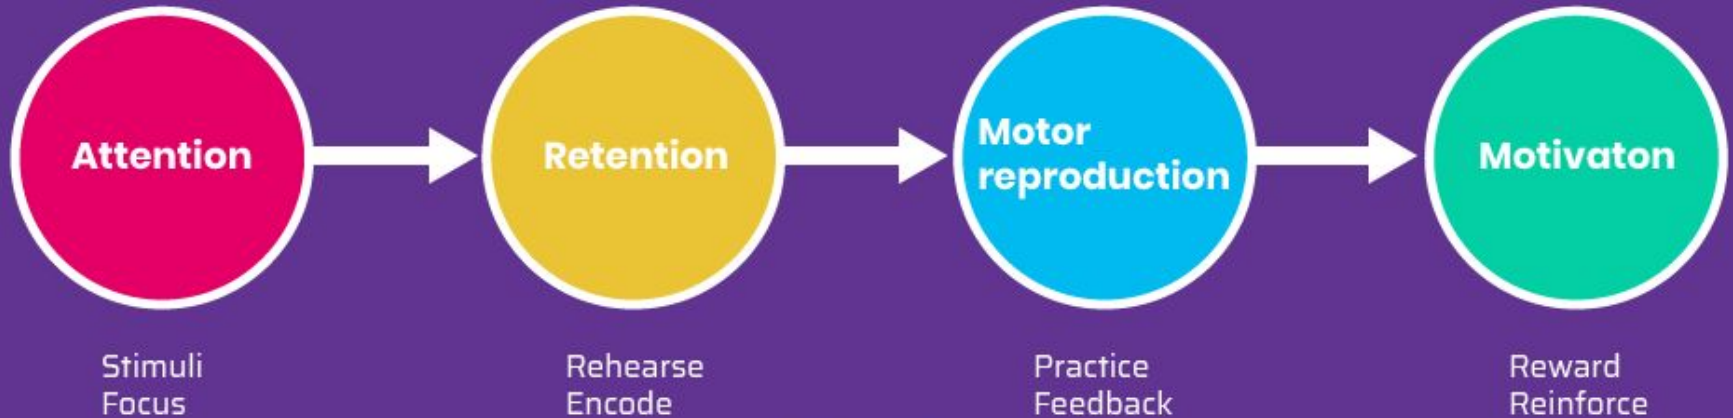 Attention
Retention
Motor
reproduction
Motivaton
Stimuli
Focus
Rehearse
Encode
Practice
Feedback
Reward
Reinforce